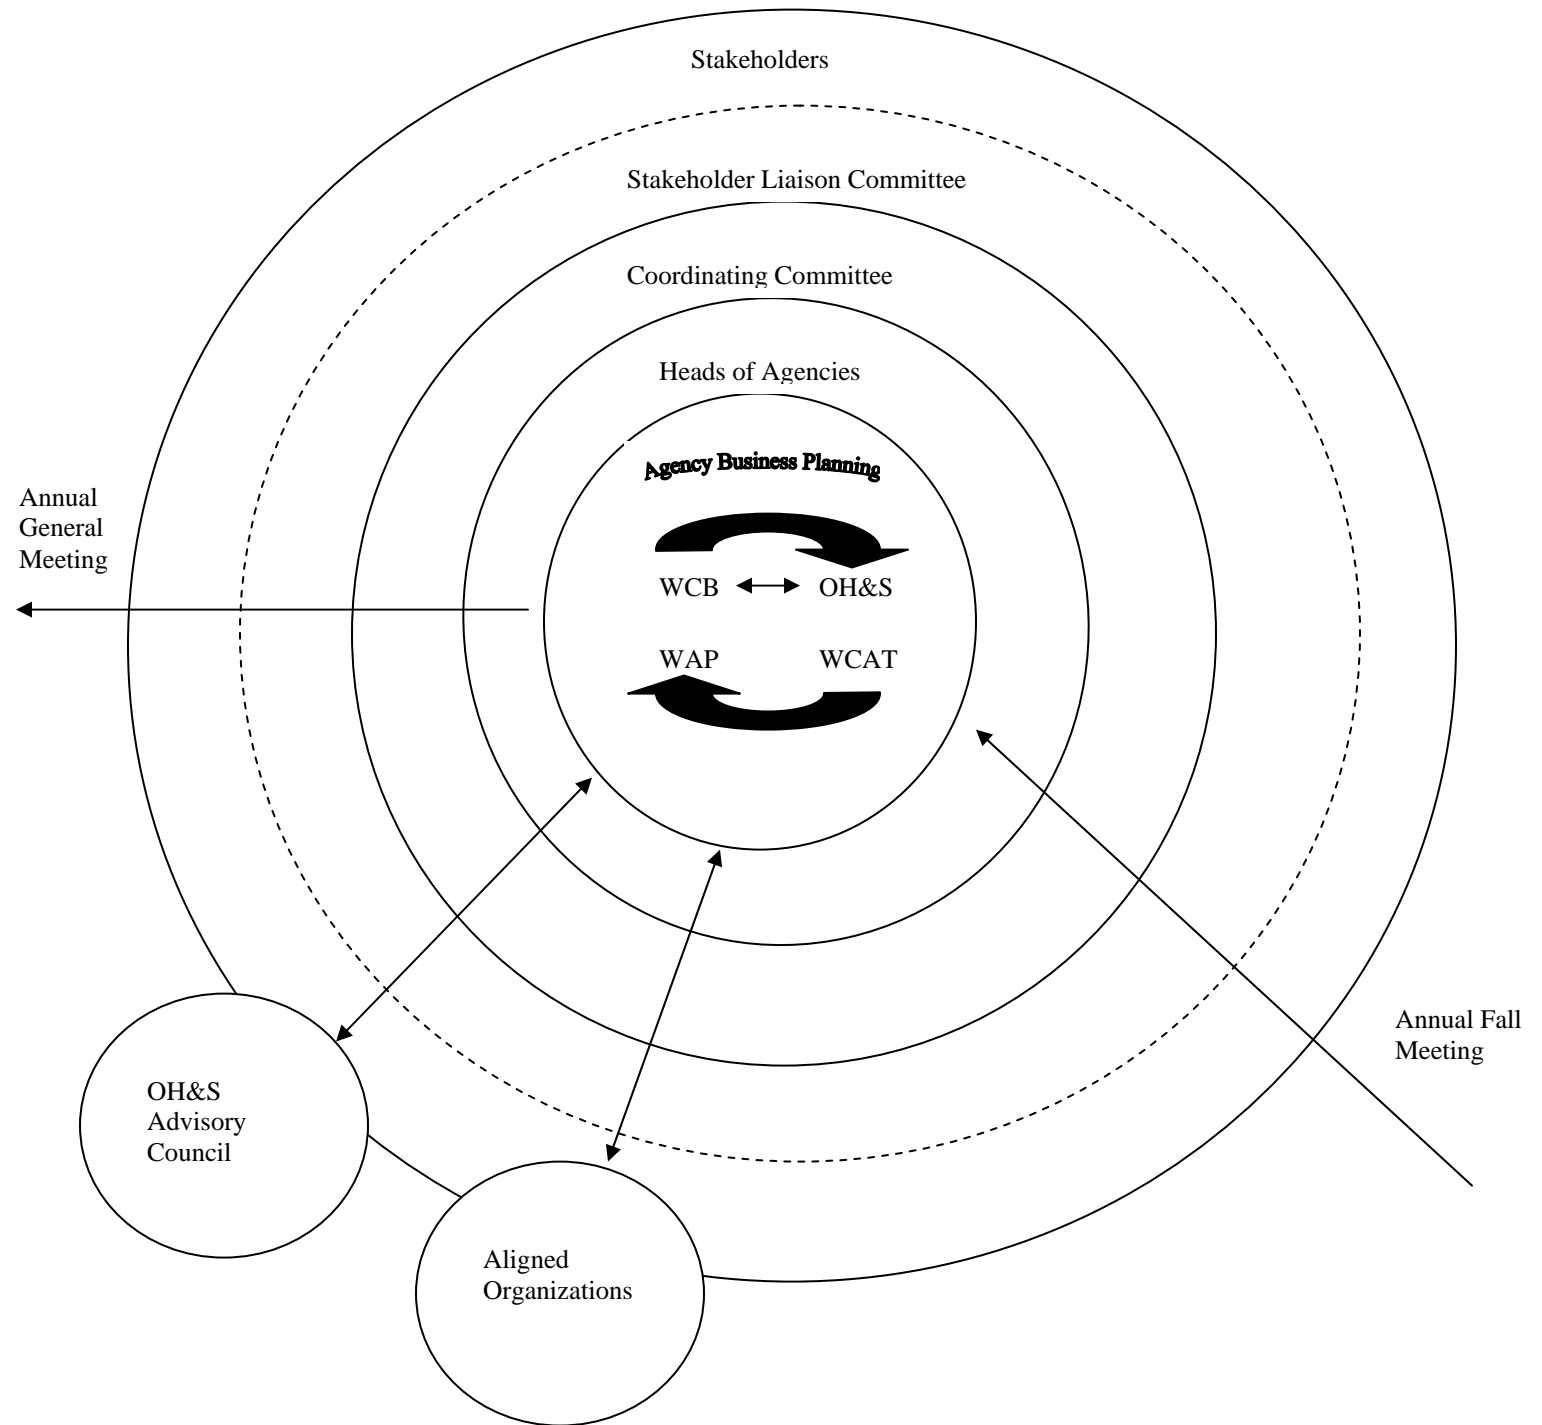 Stakeholders
Stakeholder Liaison Committee
Coordinating Committee
Heads of Agencies
Agency Business Planning
Annual
General
Meeting
WCB OH&S
WAP WCAT
Annual Fall
Meeting
OH&S
Advisory
Council
Aligned
Organizations